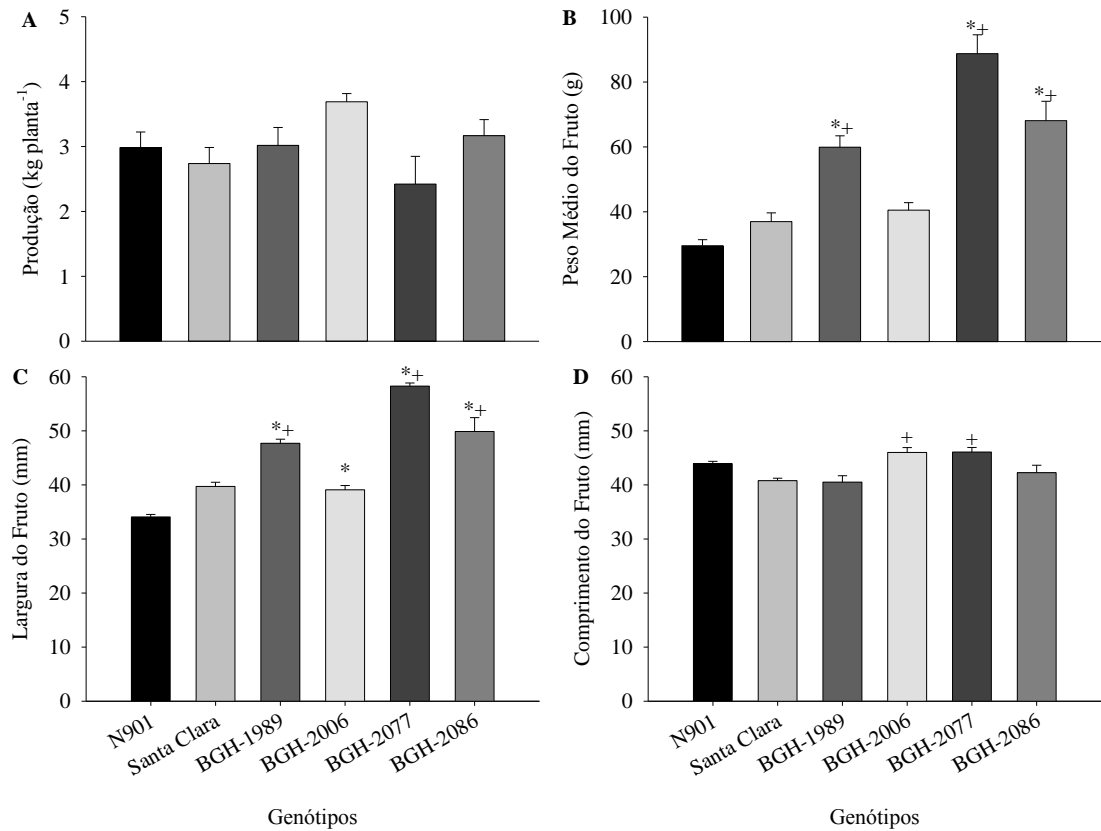 A
5
4
3
2
1
0
Produção (kg planta⁻¹)
B
100
80
60
40
20
0
Peso Médio do Fruto (g)
*+
*+
*+
C
60
50
40
30
20
10
0
Largura do Fruto (mm)
*+
*
*+
*+
N901
Santa Clara
BGH-1989
BGH-2006
BGH-2077
BGH-2086
Genótipos
D
60
50
40
30
20
10
0
Comprimento do Fruto (mm)
+
+
N901
Santa Clara
BGH-1989
BGH-2006
BGH-2077
BGH-2086
Genótipos